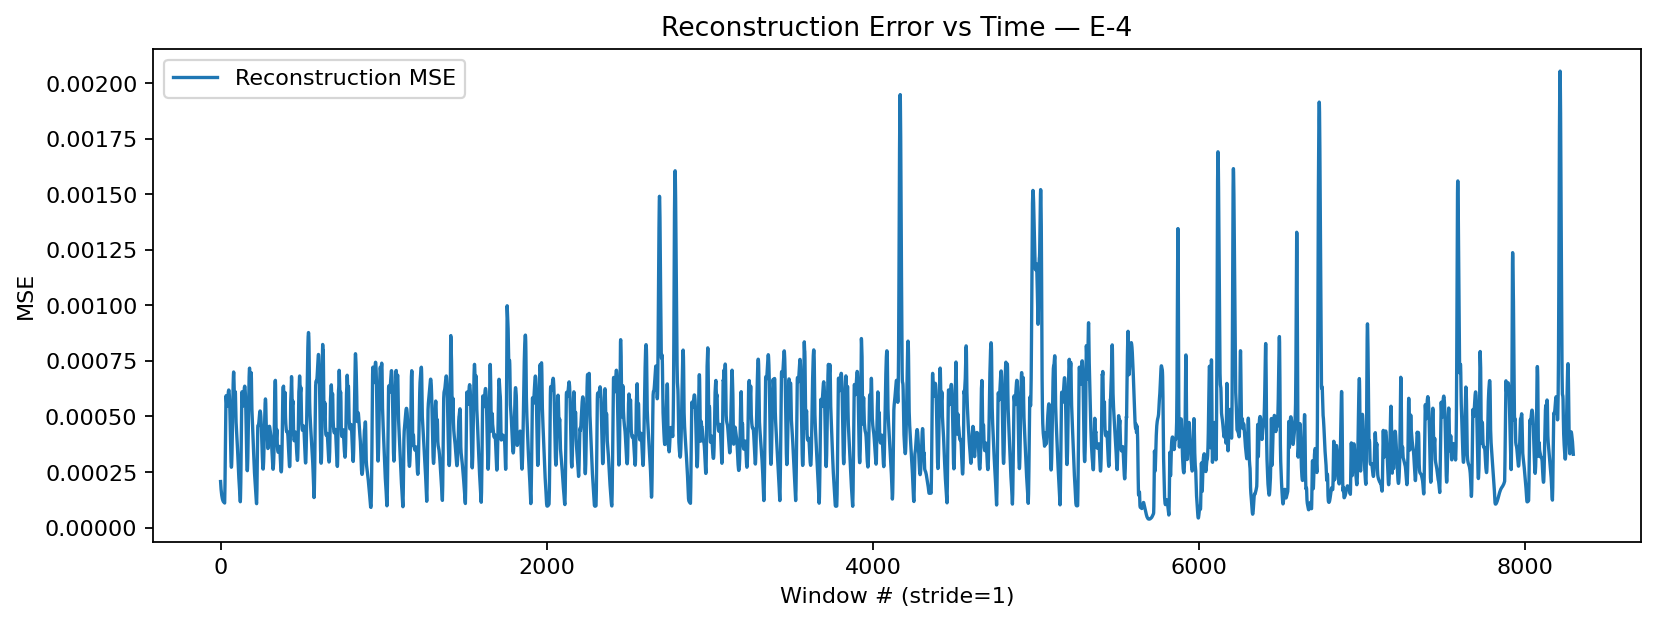 Reconstruction Error vs Time — E-4
Reconstruction MSE
0.00200
0.00175
0.00150
0.00125
0.00100
0.00075
0.00050
0.00025
0.00000
MSE
0 2000 4000 6000 8000
Window # (stride=1)